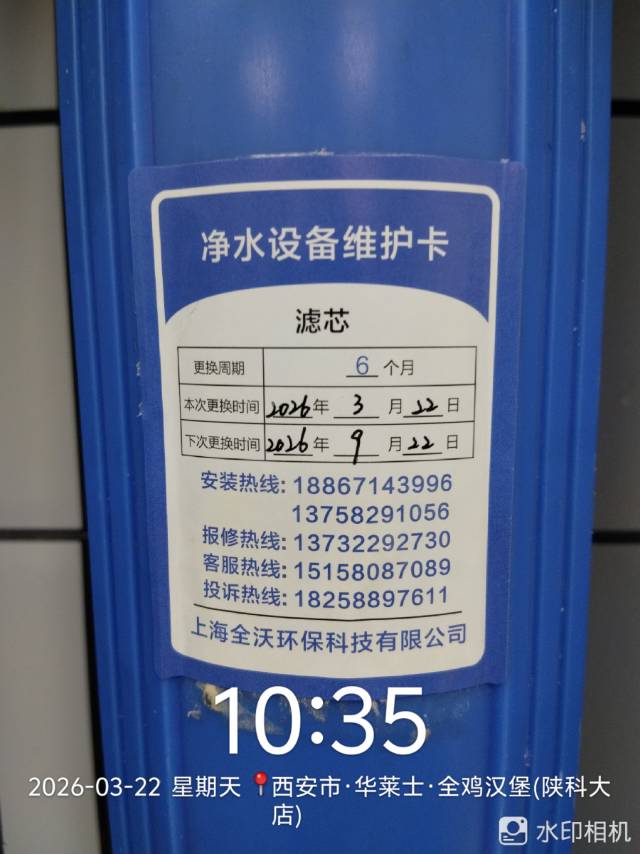 净水设备维护卡
滤芯
更换周期 6 个月
本次更换时间 2026年 3 月 22 日
下次更换时间 2026年 9 月 22 日
安装热线: 18867143996
13758291056
报修热线: 13732292730
客服热线: 15158087089
投诉热线: 18258897611
上海全沃环保科技有限公司
10:35
2026-03-22 星期天 📍西安市·华莱士·全鸡汉堡(陕科大
店)
水印相机